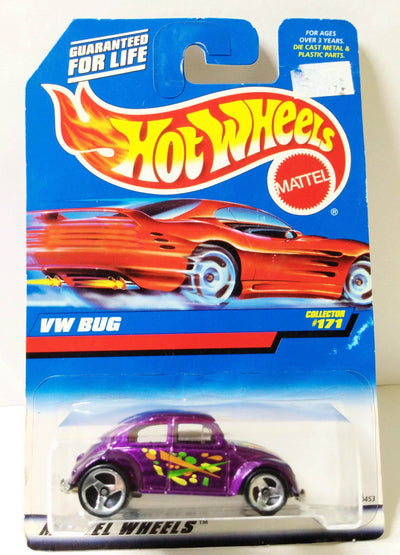 GUARANTEED
FOR LIFE
FOR AGES
OVER 3 YEARS.
DIE CAST METAL &
PLASTIC PARTS.
HOT WHEELS
MATTEL
®
VW BUG
COLLECTOR
#171
WHEELS™